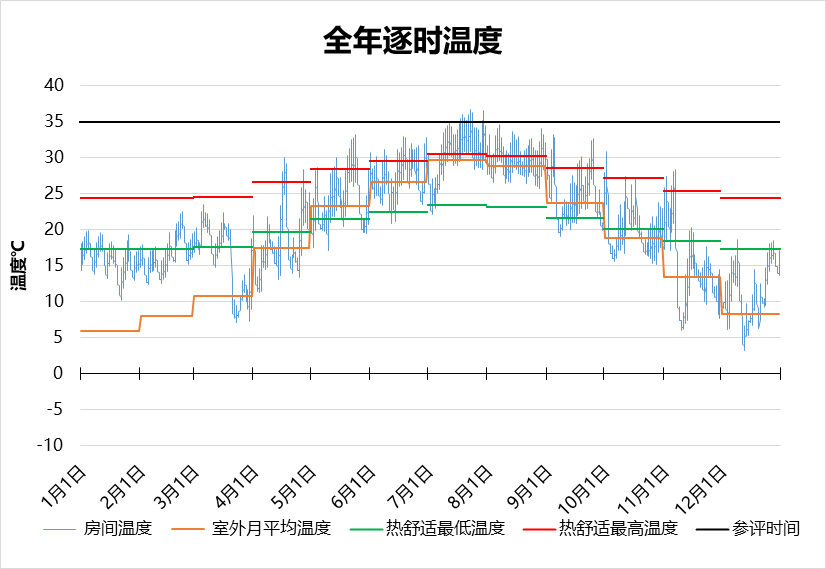 全年逐时温度
40
35
30
25
20
15
10
5
0
-5
-10
温度℃
1月1日
2月1日
3月1日
4月1日
5月1日
6月1日
7月1日
8月1日
9月1日
10月1日
11月1日
12月1日
房间温度
室外月平均温度
热舒适最低温度
热舒适最高温度
参评时间